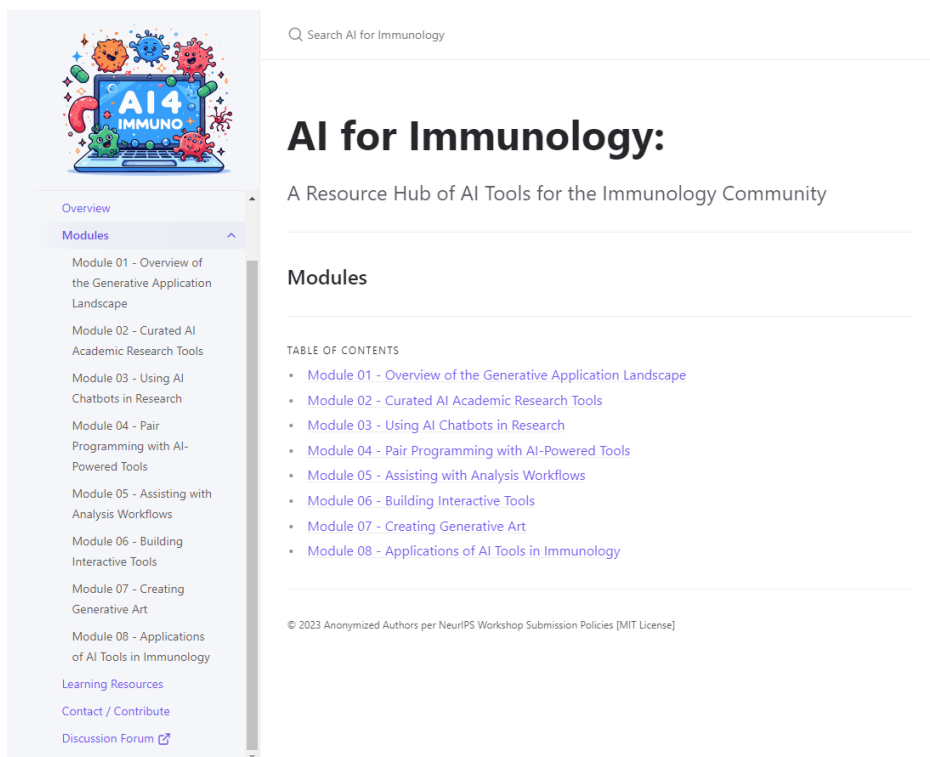 AI4
IMMUNO
Overview
Modules
Module 01 - Overview of
the Generative Application
Landscape
Module 02 - Curated AI
Academic Research Tools
Module 03 - Using AI
Chatbots in Research
Module 04 - Pair
Programming with AI-
Powered Tools
Module 05 - Assisting with
Analysis Workflows
Module 06 - Building
Interactive Tools
Module 07 - Creating
Generative Art
Module 08 - Applications
of AI Tools in Immunology
Learning Resources
Contact / Contribute
Discussion Forum
Search AI for Immunology
AI for Immunology:
A Resource Hub of AI Tools for the Immunology Community
Modules
TABLE OF CONTENTS
Module 01 - Overview of the Generative Application Landscape
Module 02 - Curated AI Academic Research Tools
Module 03 - Using AI Chatbots in Research
Module 04 - Pair Programming with AI-Powered Tools
Module 05 - Assisting with Analysis Workflows
Module 06 - Building Interactive Tools
Module 07 - Creating Generative Art
Module 08 - Applications of AI Tools in Immunology
© 2023 Anonymized Authors per NeurIPS Workshop Submission Policies [MIT License]